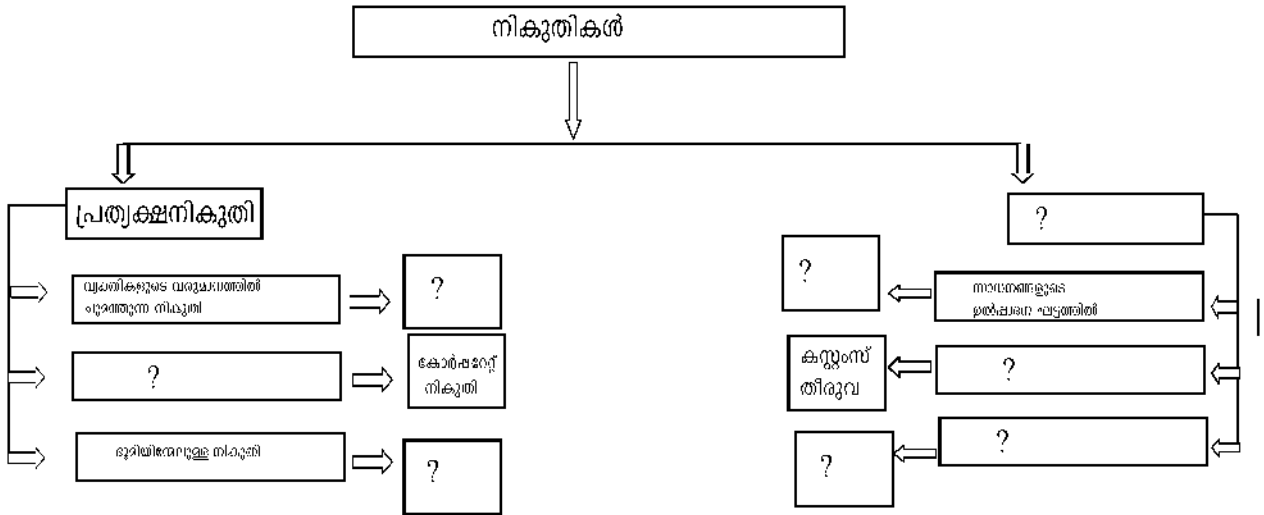 നികുതികൾ
പ്രത്യക്ഷനികുതി
?
വ്യക്തികളുടെ വരുമാനത്തിൽ
ചുമത്തുന്ന നികുതി
?
?
സാധനങ്ങളുടെ
ഉൽപ്പാദന ഘട്ടത്തിൽ
?
കോർപ്പറേറ്റ്
നികുതി
കസ്റ്റംസ്
തീരുവ
?
ഭൂമിയിന്മേലുള്ള നികുതി
?
?
?